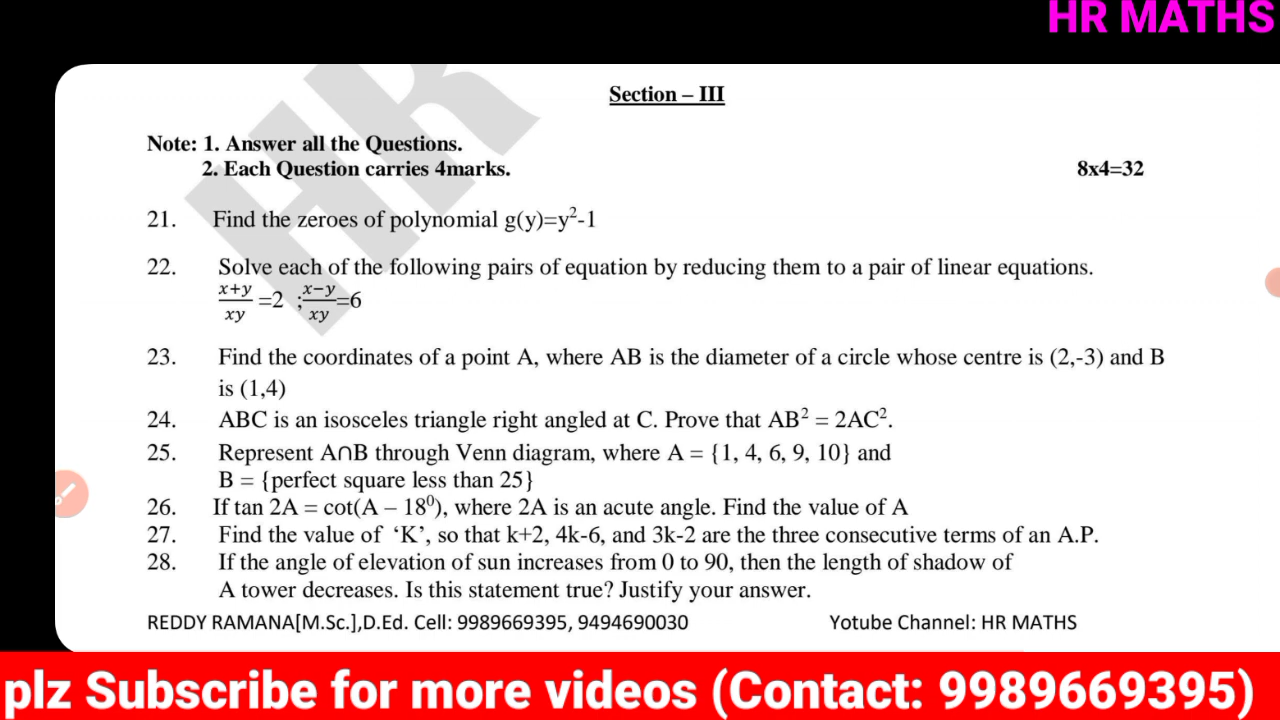 HR MATHS
Section – III
Note: 1. Answer all the Questions.
2. Each Question carries 4marks. 8x4=32
21. Find the zeroes of polynomial g(y)=y²-1
22. Solve each of the following pairs of equation by reducing them to a pair of linear equations.
x+y/xy =2 ; x−y/xy =6
23. Find the coordinates of a point A, where AB is the diameter of a circle whose centre is (2,-3) and B
is (1,4)
24. ABC is an isosceles triangle right angled at C. Prove that AB² = 2AC².
25. Represent A∩B through Venn diagram, where A = {1, 4, 6, 9, 10} and
B = {perfect square less than 25}
26. If tan 2A = cot(A – 18⁰), where 2A is an acute angle. Find the value of A
27. Find the value of ‘K’, so that k+2, 4k-6, and 3k-2 are the three consecutive terms of an A.P.
28. If the angle of elevation of sun increases from 0 to 90, then the length of shadow of
A tower decreases. Is this statement true? Justify your answer.
REDDY RAMANA[M.Sc.],D.Ed. Cell: 9989669395, 9494690030 Yotube Channel: HR MATHS
plz Subscribe for more videos (Contact: 9989669395)
HR